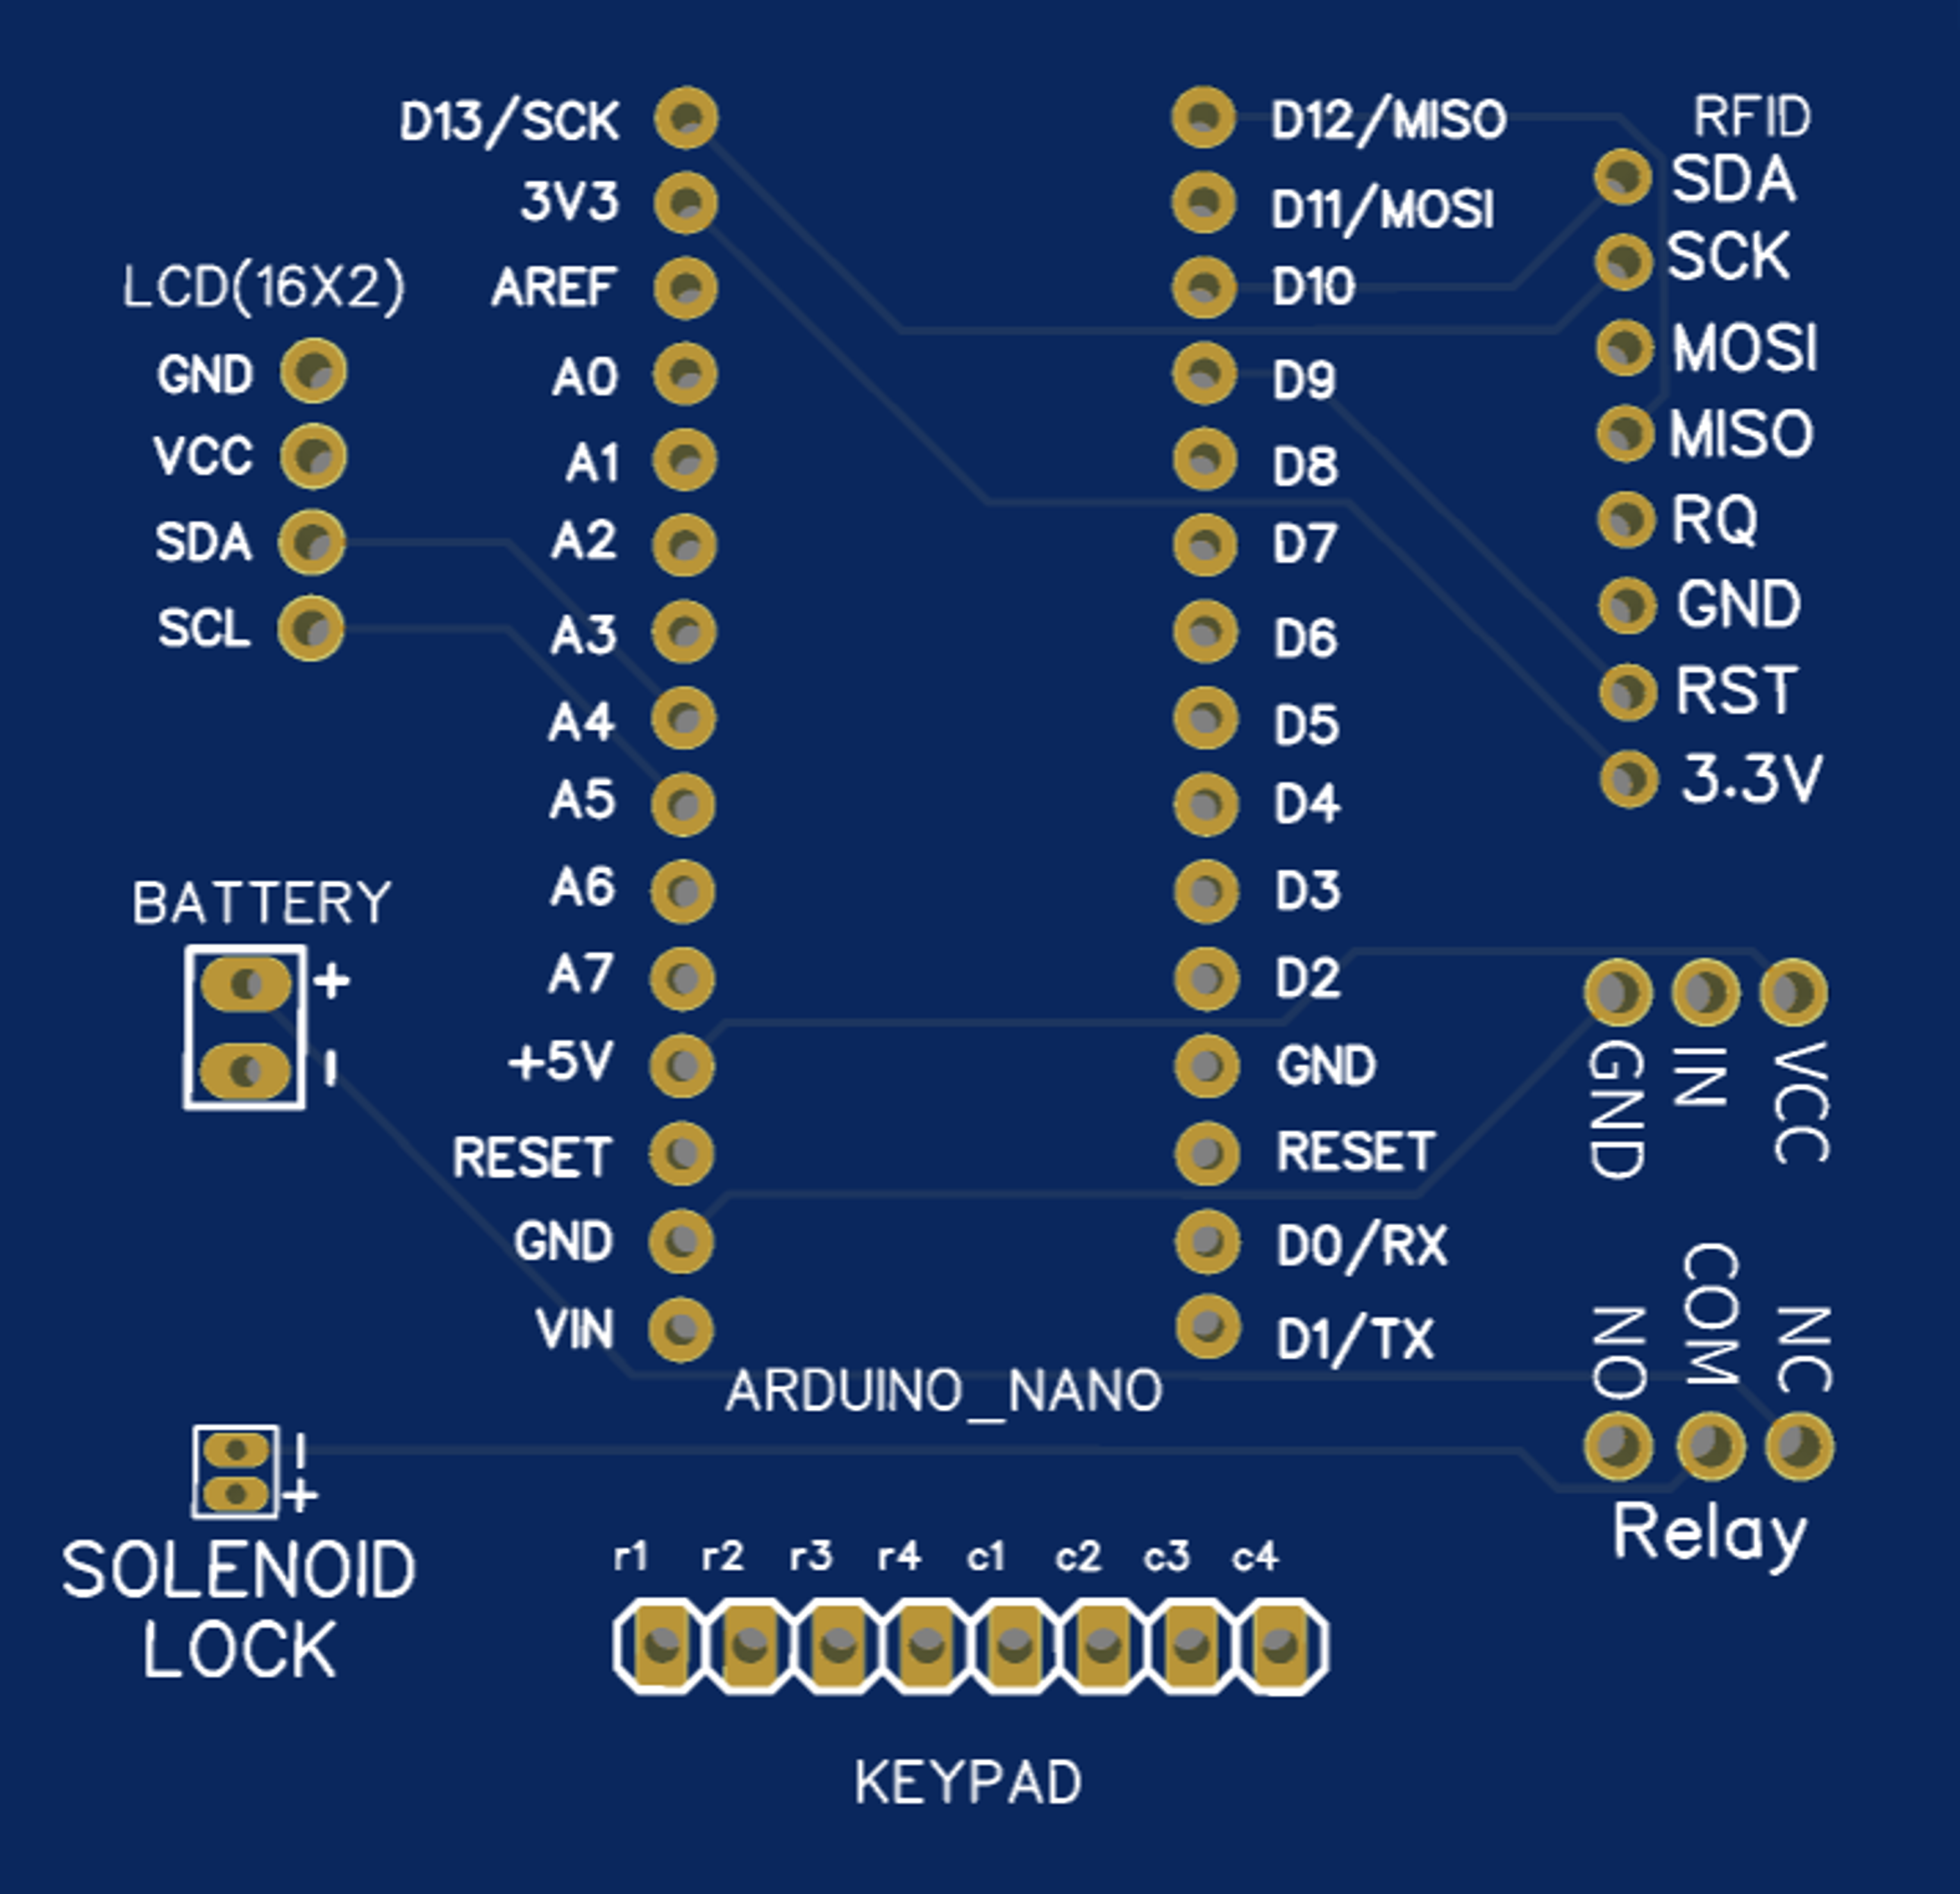 D13/SCK
3V3
AREF
A0
A1
A2
A3
A4
A5
A6
A7
+5V
RESET
GND
VIN
D12/MISO
D11/MOSI
D10
D9
D8
D7
D6
D5
D4
D3
D2
GND
RESET
D0/RX
D1/TX
ARDUINO_NANO
LCD(16X2)
GND
VCC
SDA
SCL
BATTERY
+
-
SOLENOID
LOCK
-
+
RFID
SDA
SCK
MOSI
MISO
RQ
GND
RST
3.3V
GND
IN
VCC
NO
COM
NC
Relay
r1 r2 r3 r4 c1 c2 c3 c4
KEYPAD